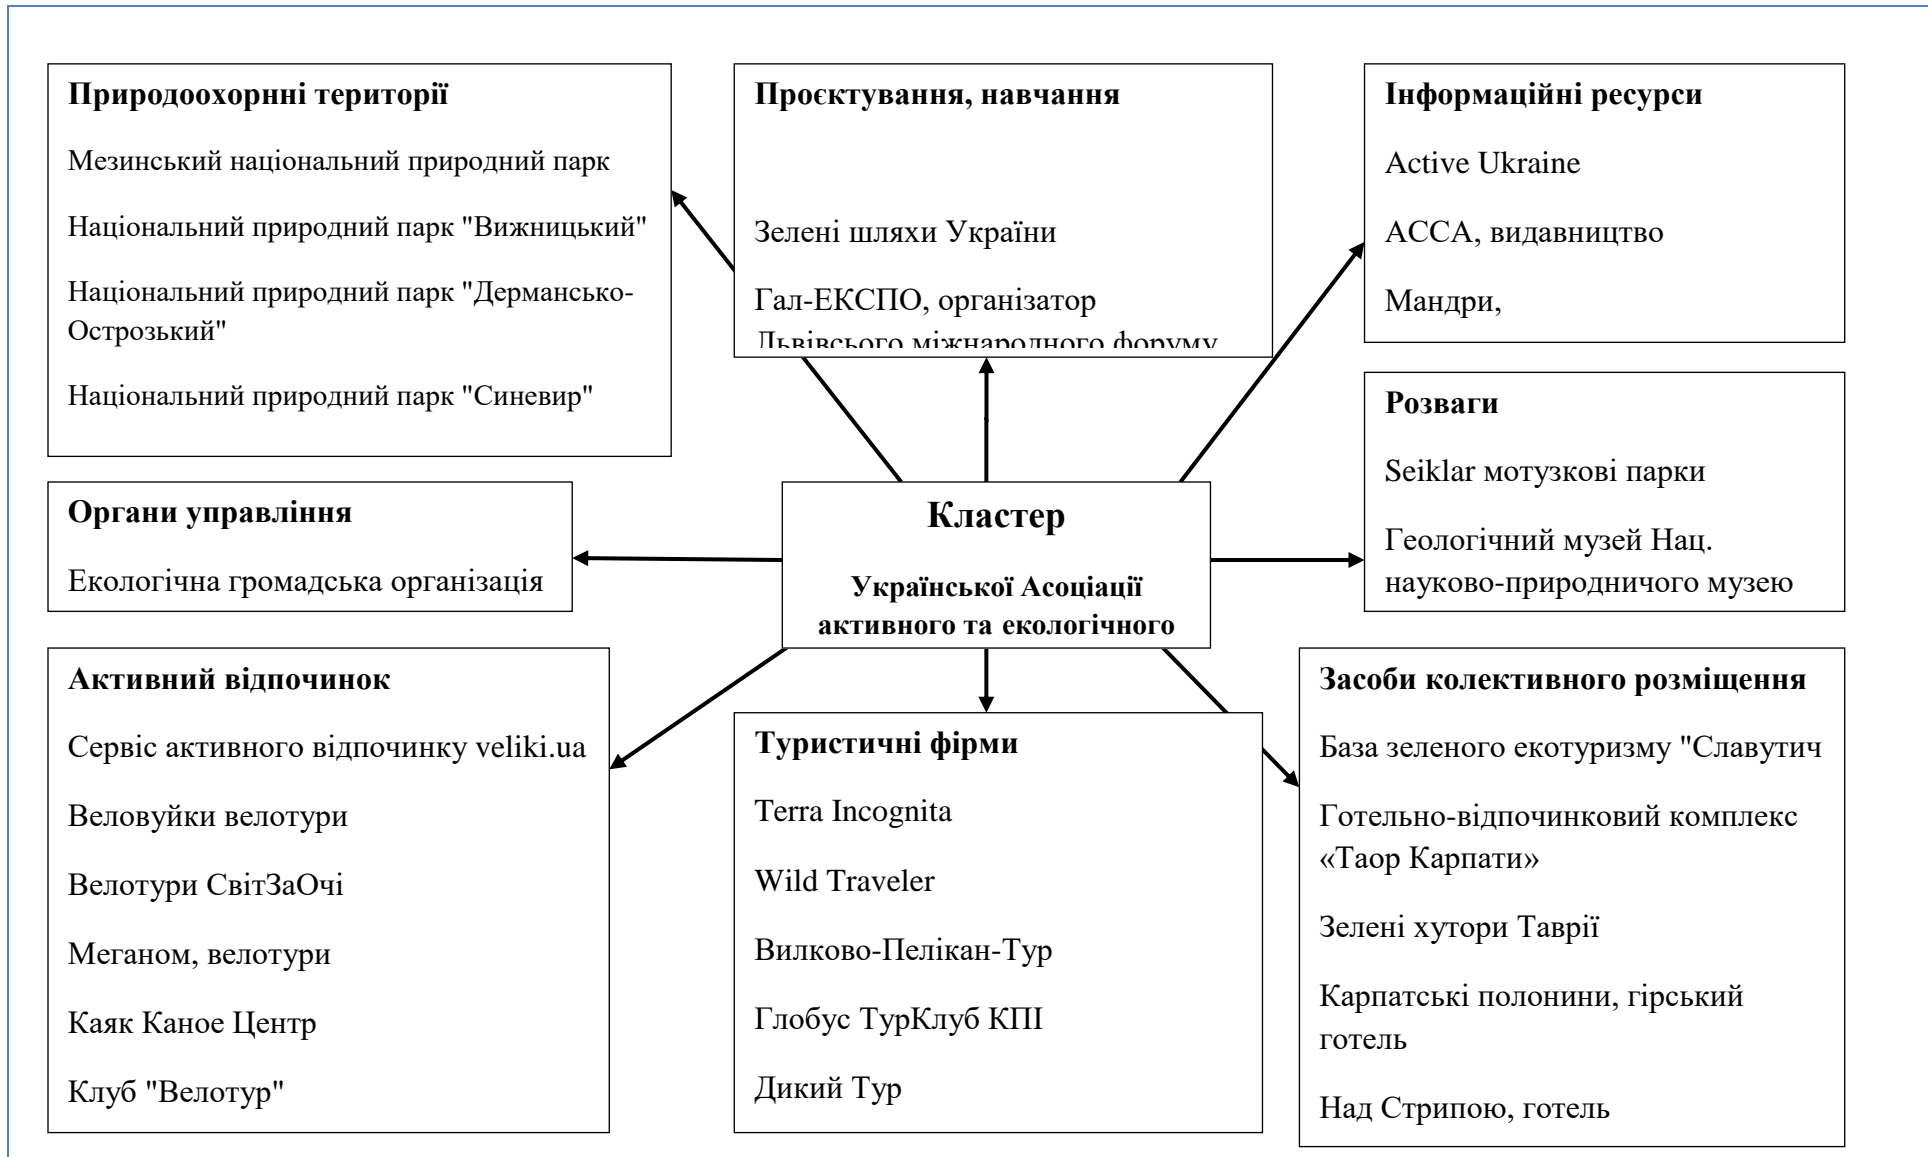 Природоохорнні території
Мезинський національний природний парк
Національний природний парк "Вижницький"
Національний природний парк "Дермансько-
Острозький"
Національний природний парк "Синевир"
Проєктування, навчання
Зелені шляхи України
Гал-ЕКСПО, організатор
Львівсього міжнародного форуму
Інформаційні ресурси
Active Ukraine
АССА, видавництво
Мандри,
Розваги
Seiklar мотузкові парки
Геологічний музей Нац.
науково-природничого музею
Органи управління
Екологічна громадська організація
Кластер
Української Асоціації
активного та екологічного
Активний відпочинок
Сервіс активного відпочинку veliki.ua
Веловуйки велотури
Велотури СвітЗаОчі
Меганом, велотури
Каяк Каное Центр
Клуб "Велотур"
Туристичні фірми
Terra Incognita
Wild Traveler
Вилково-Пелікан-Тур
Глобус ТурКлуб КПІ
Дикий Тур
Засоби колективного розміщення
База зеленого екотуризму "Славутич
Готельно-відпочинковий комплекс
«Таор Карпати»
Зелені хутори Таврії
Карпатські полонини, гірський
готель
Над Стрипою, готель